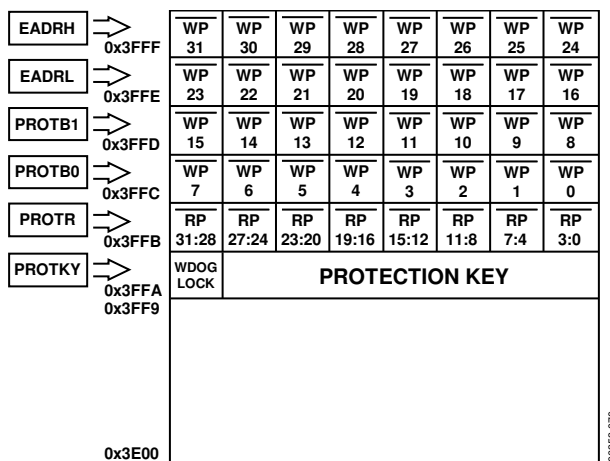 EADRH
0x3FFF
WP 31 WP 30 WP 29 WP 28 WP 27 WP 26 WP 25 WP 24
EADRL
0x3FFE
WP 23 WP 22 WP 21 WP 20 WP 19 WP 18 WP 17 WP 16
PROTB1
0x3FFD
WP 15 WP 14 WP 13 WP 12 WP 11 WP 10 WP 9 WP 8
PROTB0
0x3FFC
WP 7 WP 6 WP 5 WP 4 WP 3 WP 2 WP 1 WP 0
PROTR
0x3FFB
RP 31:28 RP 27:24 RP 23:20 RP 19:16 RP 15:12 RP 11:8 RP 7:4 RP 3:0
PROTKY
0x3FFA
WDOG LOCK
PROTECTION KEY
0x3FF9
0x3E00